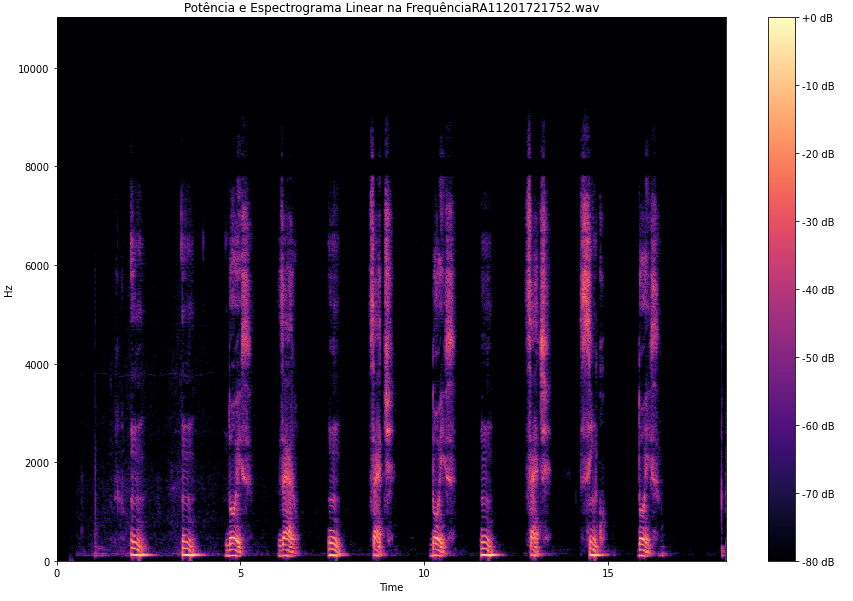 Potência e Espectrograma Linear na FrequênciaRA11201721752.wav
+0 dB
10000
-10 dB
8000
-20 dB
-30 dB
6000
Hz
-40 dB
4000
-50 dB
-60 dB
2000
-70 dB
0
-80 dB
0
5
10
15
Time